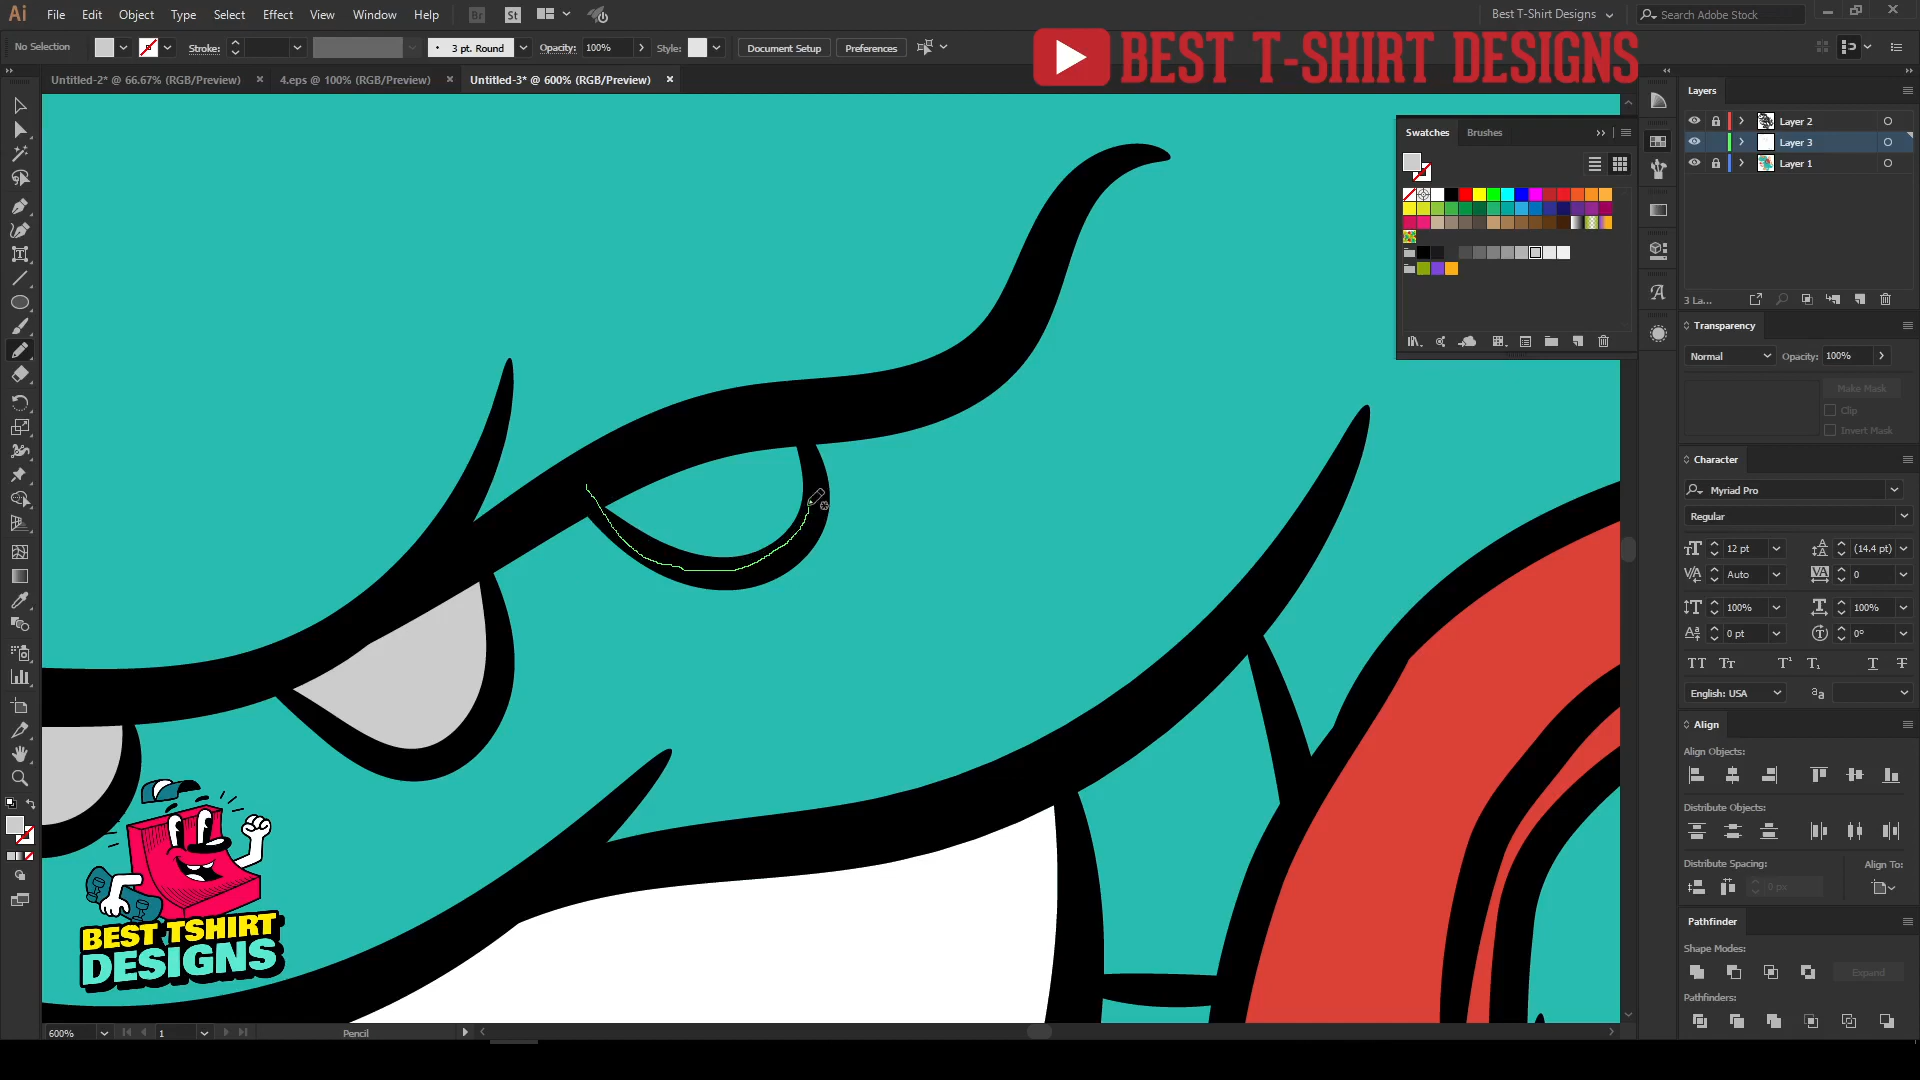 Ai File Edit Object Type Select Effect View Window Help Br St Best T-Shirt Designs Search Adobe Stock
No Selection Stroke: 3 pt. Round Opacity: 100% Style: Document Setup Preferences
BEST T-SHIRT DESIGNS
Untitled-2* @ 66.67% (RGB/Preview) × 4.eps @ 100% (RGB/Preview) × Untitled-3* @ 600% (RGB/Preview) ×
Swatches Brushes
Layers
Layer 2
Layer 3
Layer 1
3 La...
Transparency
Normal Opacity: 100%
Make Mask
Clip
Invert Mask
Character
Myriad Pro
Regular
12 pt (14.4 pt)
Auto 0
100% 100%
0 pt 0°
English: USA
Align
Align Objects:
Distribute Objects:
Distribute Spacing: Align To:
0 px
Pathfinder
Shape Modes:
Expand
Pathfinders:
BEST TSHIRT
DESIGNS
600% 1 Pencil